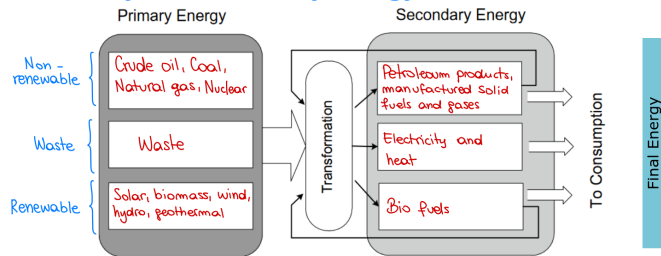 Primary Energy
Secondary Energy
Non-
renewable
Crude oil, Coal,
Natural gas, Nuclear
Waste
Waste
Renewable
Solar, biomass, wind,
hydro, geothermal
Transformation
Petroleum products,
manufactured solid
fuels and gases
Electricity and
heat
Bio fuels
To Consumption
Final Energy